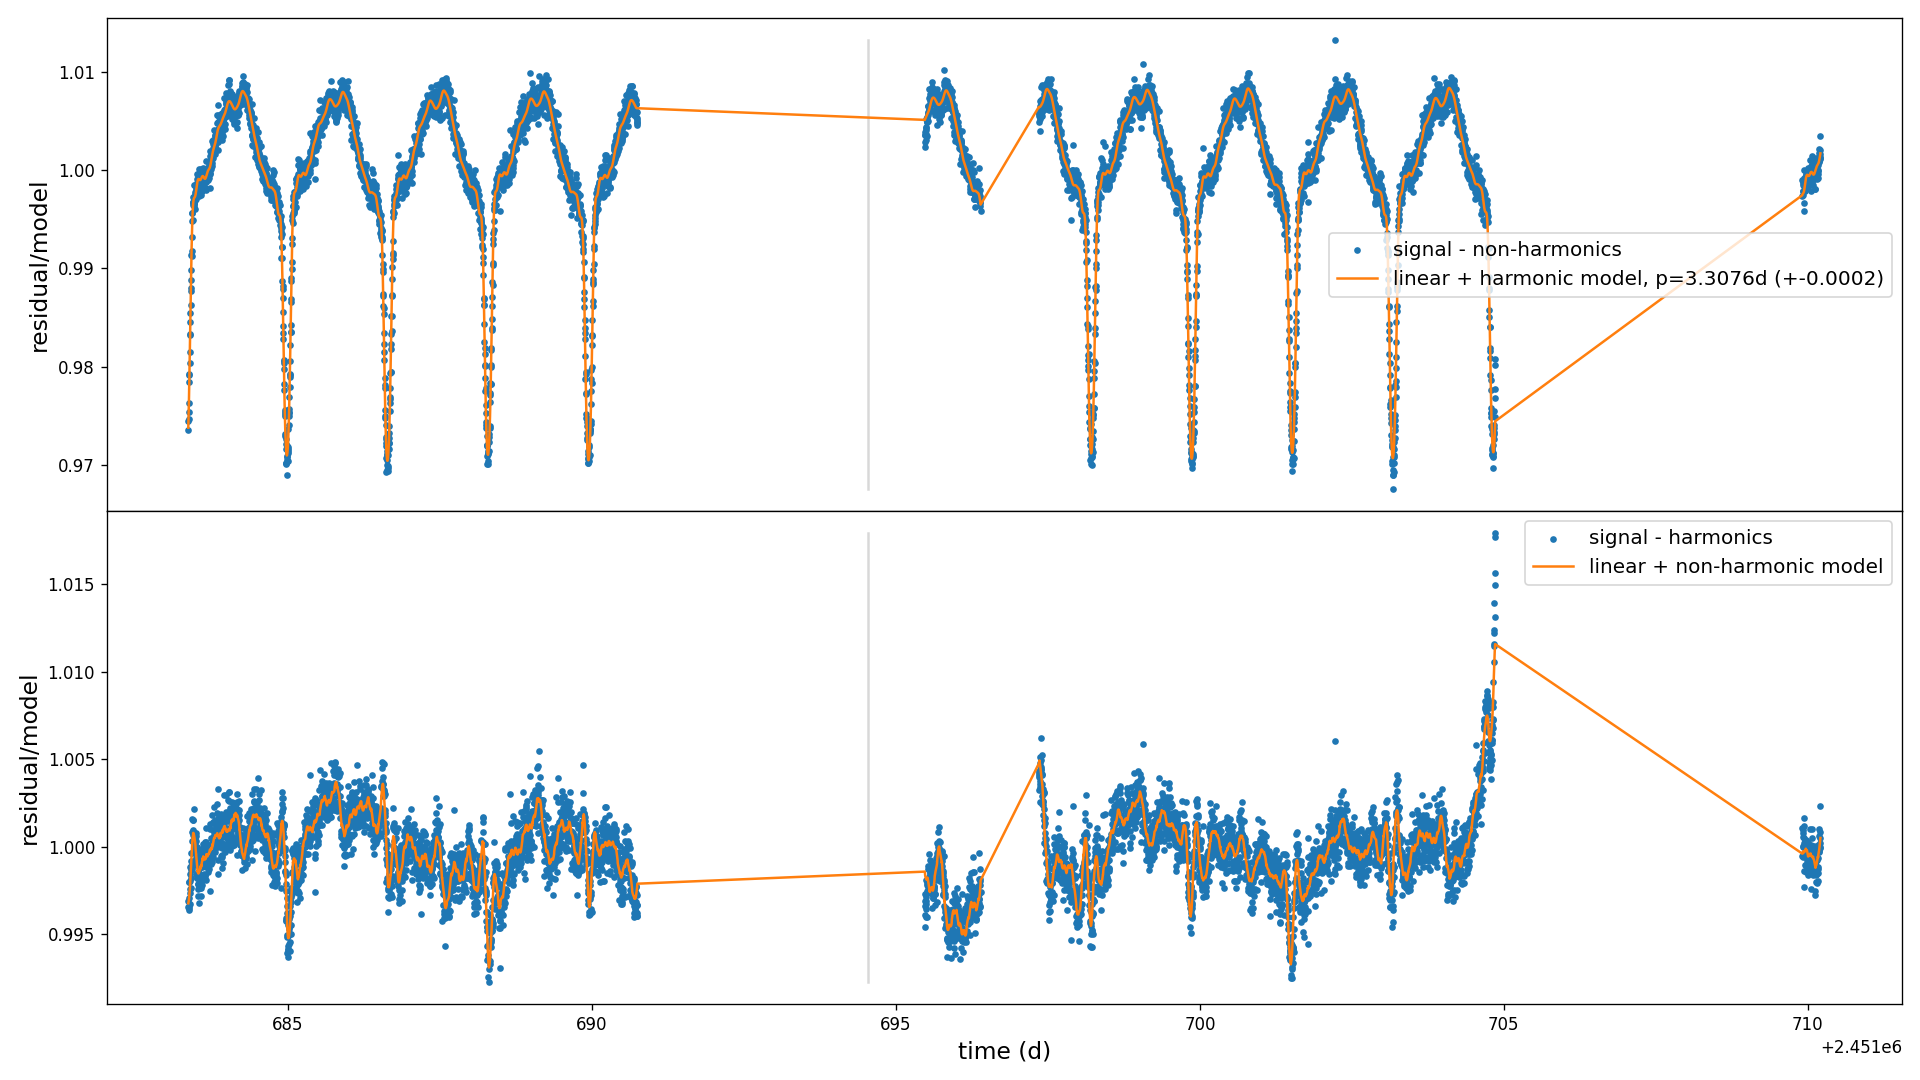 1.01
1.00
0.99
0.98
0.97
residual/model
signal - non-harmonics
linear + harmonic model, p=3.3076d (+-0.0002)
1.015
1.010
1.005
1.000
0.995
residual/model
signal - harmonics
linear + non-harmonic model
685
690
695
700
705
710
time (d)
+2.451e6